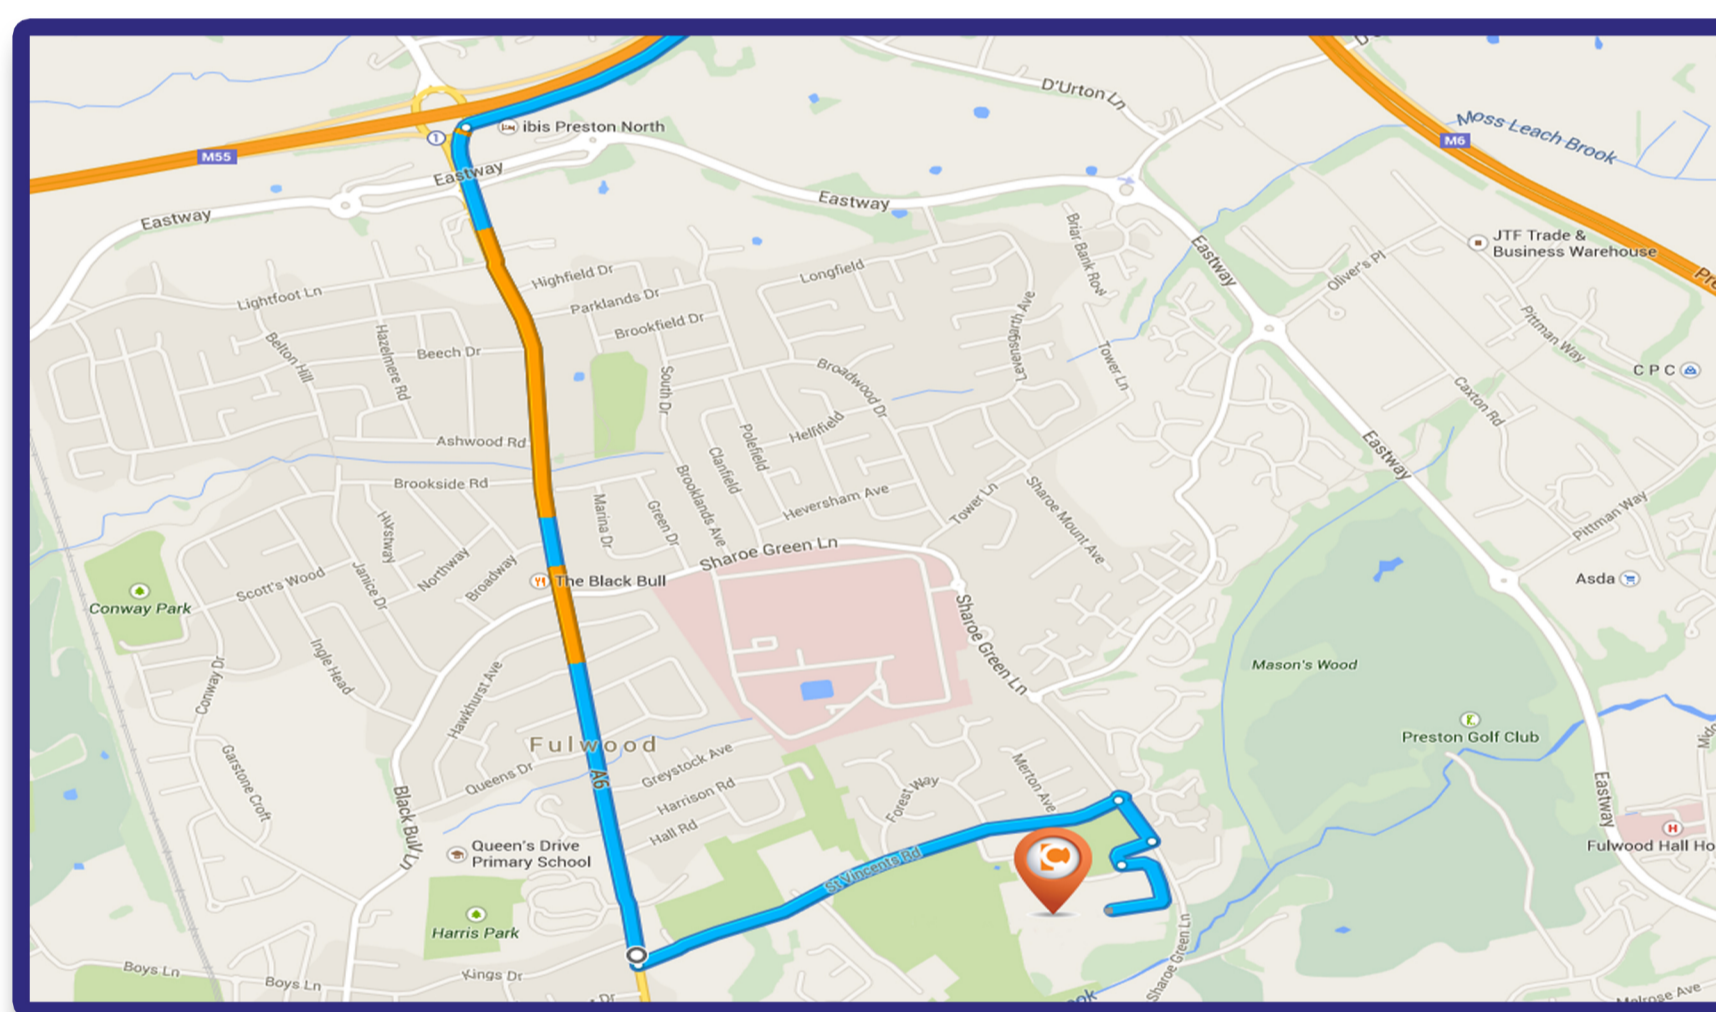 D'Urton Ln
Moss Leach Brook
M6
ibis Preston North
1
M55
Eastway
Eastway
Eastway
Eastway
JTF Trade &
Business Warehouse
Briar Bank Row
Oliver's Pl
Longfield
Highfield Dr
Lightfoot Ln
Parklands Dr
Brookfield Dr
Levensgarth Ave
Pittman Way
Hazelmere Rd
Belton Hill
Beech Dr
Tower Ln
C P C
South Dr
Broadwood Dr
Caxton Rd
Helmfield
Ashwood Rd
Polefield
Clanfield
Eastway
Brookside Rd
Brooklands Ave
Heversham Ave
Tower Ln
Sharoe Mount Ave
Marina Dr
Green Dr
Pittman Way
Hurstway
Sharoe Green Ln
Northway
Broadway
The Black Bull
Scott's Wood
Janice Dr
Asda
Conway Park
Sharoe Green Ln
Ingle Head
Mason's Wood
Conway Dr
Hawkhurst Ave
Preston Golf Club
Fulwood
A6
Greystock Ave
Queens Dr
Garstone Croft
Merton Ave
Forest Way
Harrison Rd
Eastway
Black Bull Ln
Hall Rd
Queen's Drive
Primary School
H
Fulwood Hall Ho
St Vincents Rd
C
Harris Park
Sharoe Green Ln
Boys Ln
Kings Dr
Boys Ln
Dr
ook
Melrose Ave